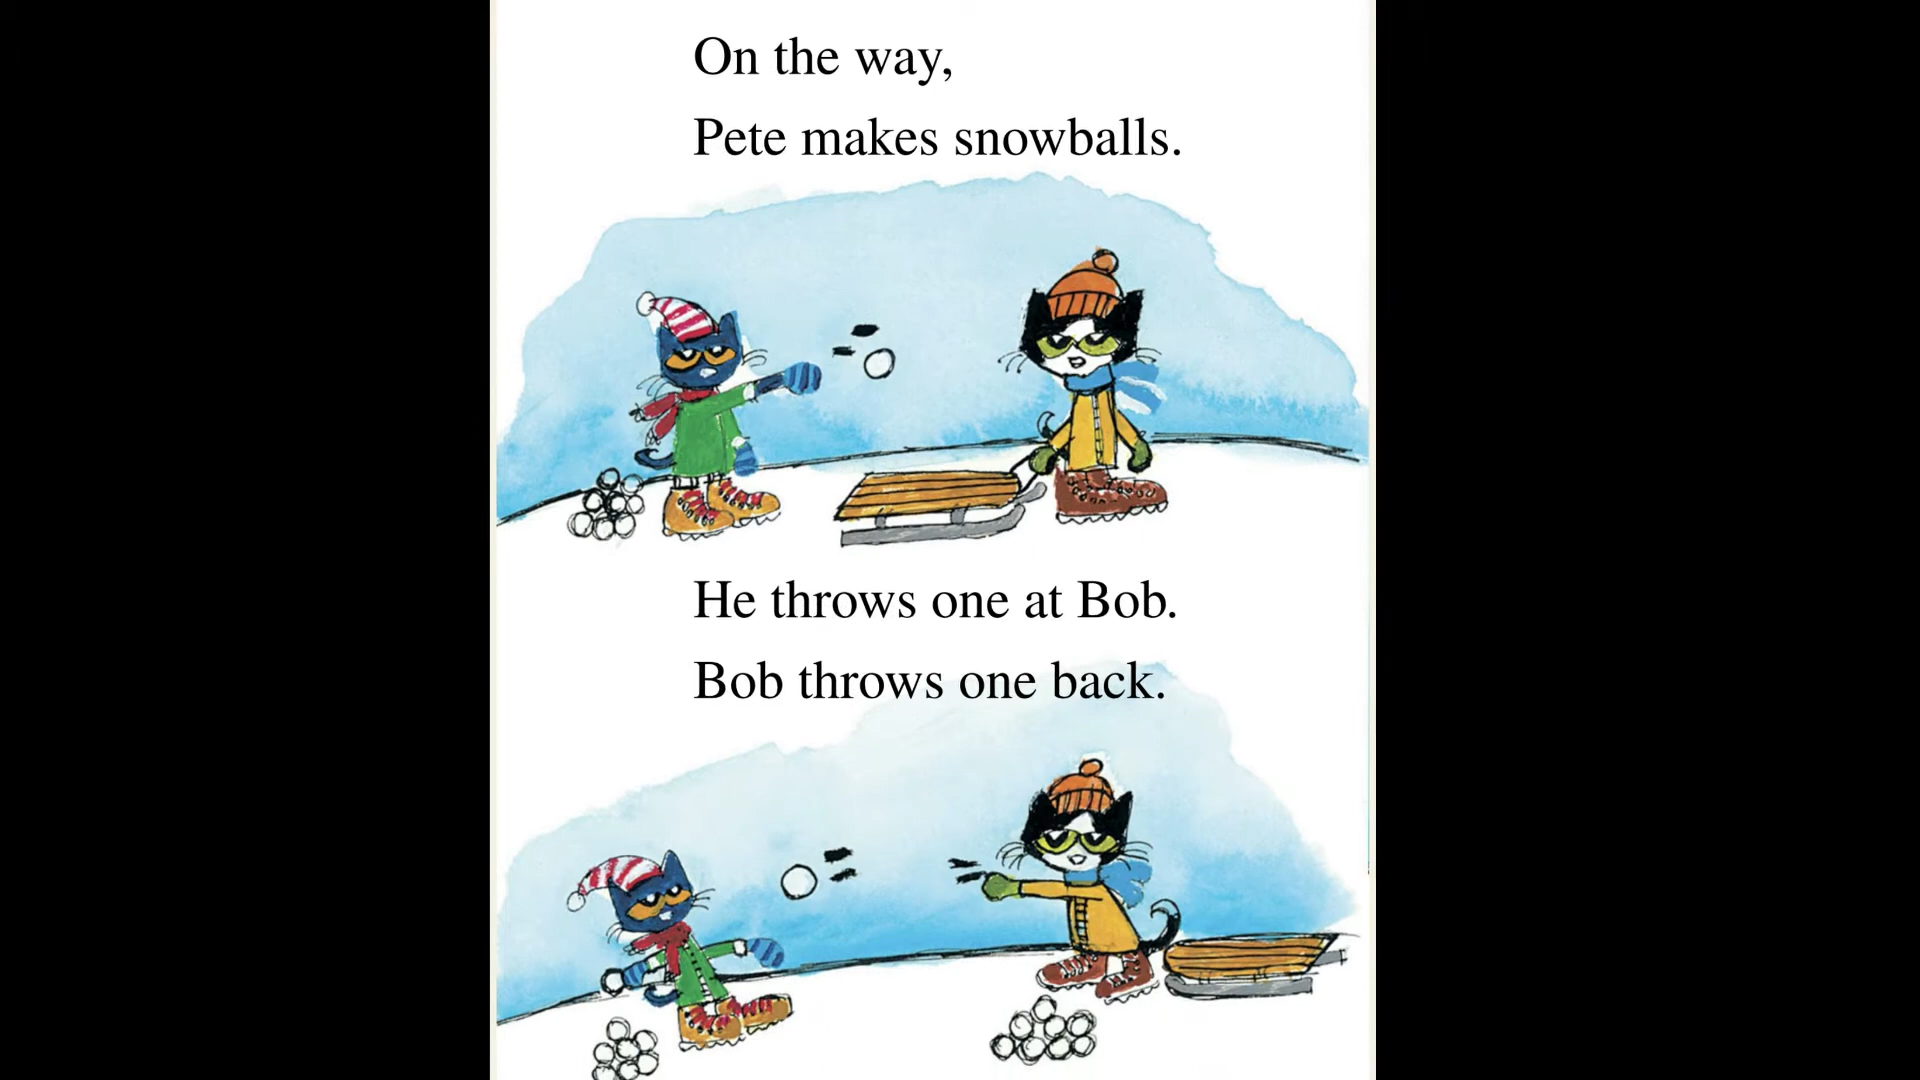 On the way,
Pete makes snowballs.
He throws one at Bob.
Bob throws one back.